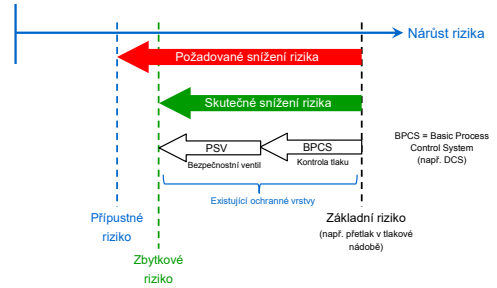 Nárůst rizika
Požadované snížení rizika
Skutečné snížení rizika
PSV
BPCS
Bezpečnostní ventil
Kontrola tlaku
BPCS = Basic Process
Control System
(např. DCS)
Existující ochranné vrstvy
Přípustné
riziko
Základní riziko
(např. přetlak v tlakové
nádobě)
Zbytkové
riziko